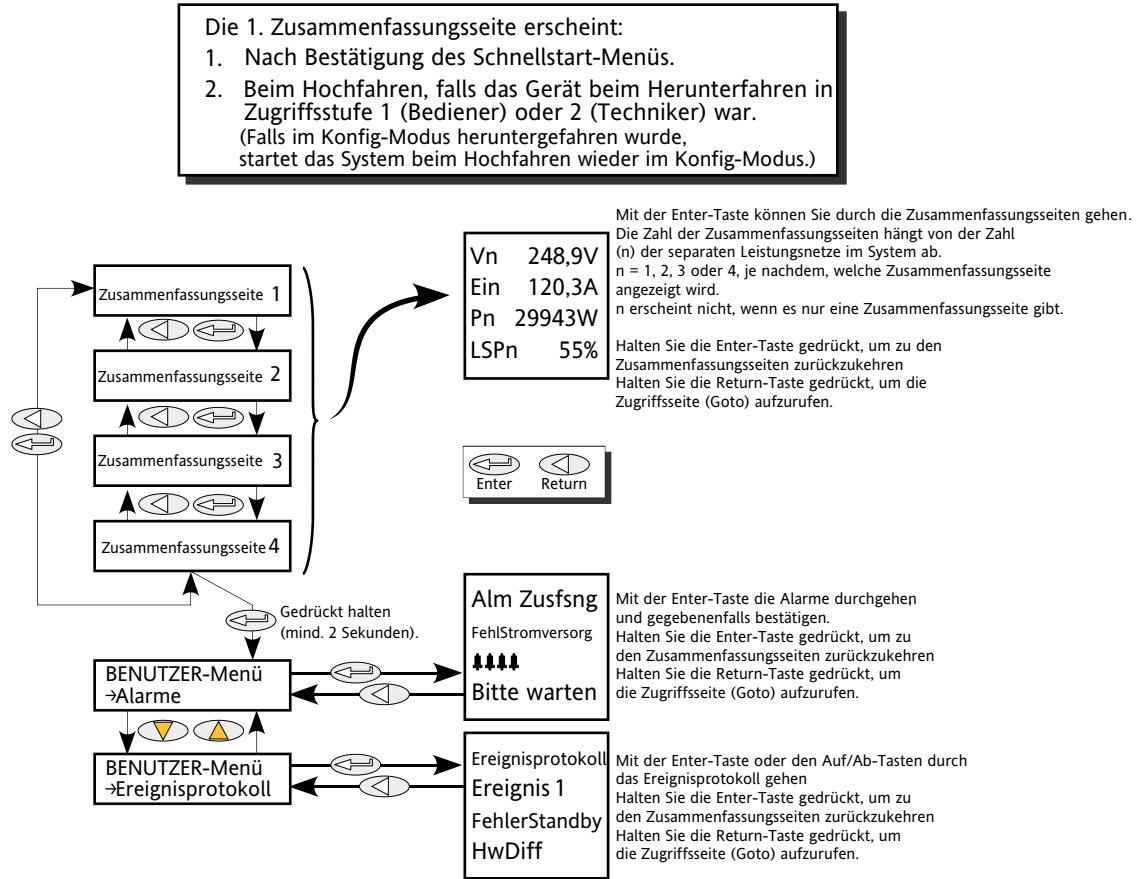 Die 1. Zusammenfassungsseite erscheint:
1. Nach Bestätigung des Schnellstart-Menüs.
2. Beim Hochfahren, falls das Gerät beim Herunterfahren in
Zugriffsstufe 1 (Bediener) oder 2 (Techniker) war.
(Falls im Konfig-Modus heruntergefahren wurde,
startet das System beim Hochfahren wieder im Konfig-Modus.)
Zusammenfassungsseite 1
Zusammenfassungsseite 2
Zusammenfassungsseite 3
Zusammenfassungsseite 4
Vn 248,9V
Ein 120,3A
Pn 29943W
LSPn 55%
Mit der Enter-Taste können Sie durch die Zusammenfassungsseiten gehen.
Die Zahl der Zusammenfassungsseiten hängt von der Zahl
(n) der separaten Leistungsnetze im System ab.
n = 1, 2, 3 oder 4, je nachdem, welche Zusammenfassungsseite
angezeigt wird.
n erscheint nicht, wenn es nur eine Zusammenfassungsseite gibt.
Halten Sie die Enter-Taste gedrückt, um zu den
Zusammenfassungsseiten zurückzukehren
Halten Sie die Return-Taste gedrückt, um die
Zugriffseite (Goto) aufzurufen.
Enter Return
Gedrückt halten
(mind. 2 Sekunden).
BENUTZER-Menü
→Alarme
Alm Zusfsng
FehlStromversorg
Bitte warten
Mit der Enter-Taste die Alarme durchgehen
und gegebenenfalls bestätigen.
Halten Sie die Enter-Taste gedrückt, um zu
den Zusammenfassungsseiten zurückzukehren
Halten Sie die Return-Taste gedrückt, um
die Zugriffseite (Goto) aufzurufen.
BENUTZER-Menü
→Ereignisprotokoll
Ereignisprotokoll
Ereignis 1
FehlerStandby
HwDiff
Mit der Enter-Taste oder den Auf/Ab-Tasten durch
das Ereignisprotokoll gehen
Halten Sie die Enter-Taste gedrückt, um zu
den Zusammenfassungsseiten zurückzukehren
Halten Sie die Return-Taste gedrückt, um
die Zugriffseite (Goto) aufzurufen.